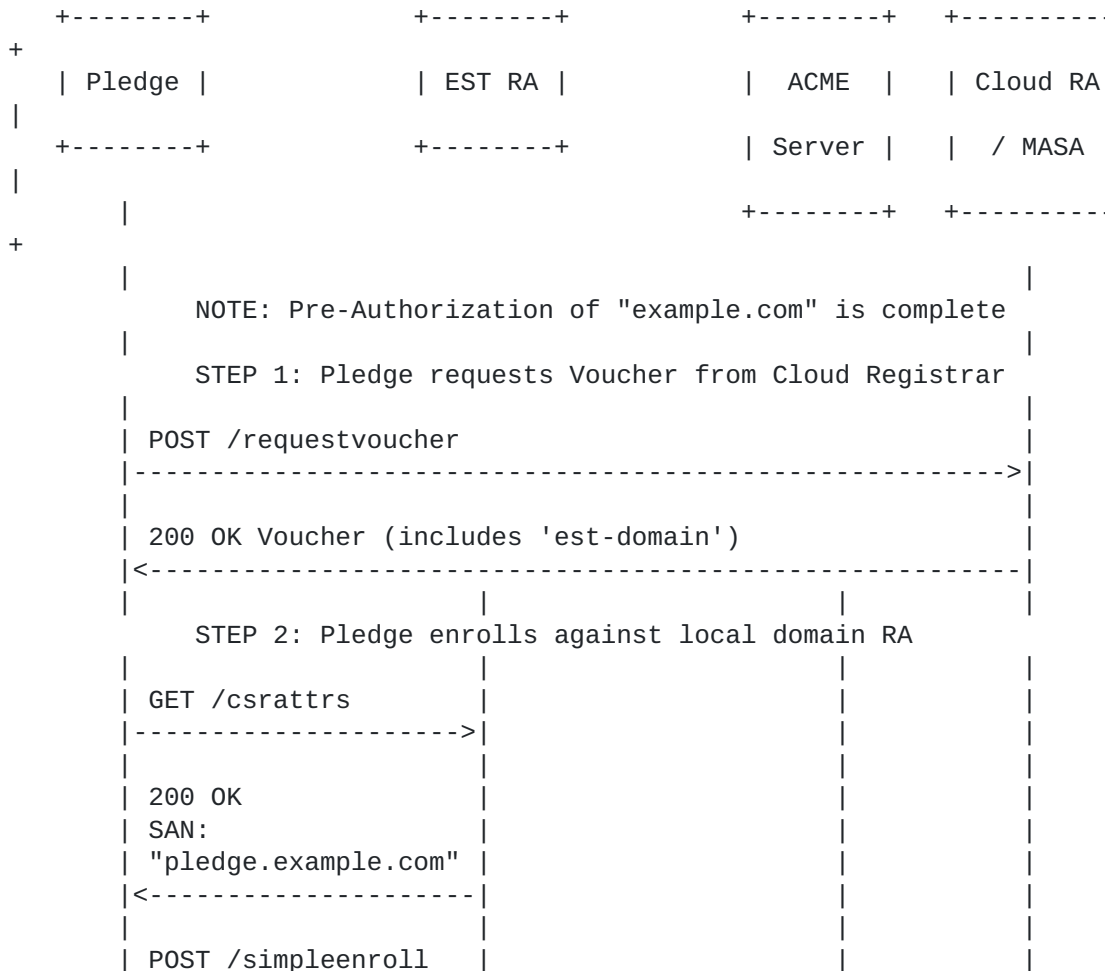 +--------+             +--------+           +--------+   +----------
+
| Pledge |             | EST RA |           |  ACME  |   | Cloud RA
|
+--------+             +--------+           | Server |   |  / MASA
|
    |                                       +--------+   +----------
+
    |                                                         |
        NOTE: Pre-Authorization of "example.com" is complete
    |                                                         |
        STEP 1: Pledge requests Voucher from Cloud Registrar
    |                                                         |
    | POST /requestvoucher                                    |
    |-------------------------------------------------------->|
    |                                                         |
    | 200 OK Voucher (includes 'est-domain')                  |
    |<--------------------------------------------------------|
    |                      |                      |           |
        STEP 2: Pledge enrolls against local domain RA
    |                      |                      |           |
    | GET /csrattrs        |                      |           |
    |--------------------->|                      |           |
    |                      |                      |           |
    | 200 OK               |                      |           |
    | SAN:                 |                      |           |
    | "pledge.example.com" |                      |           |
    |<---------------------|                      |           |
    |                      |                      |           |
    | POST /simpleenroll   |                      |           |